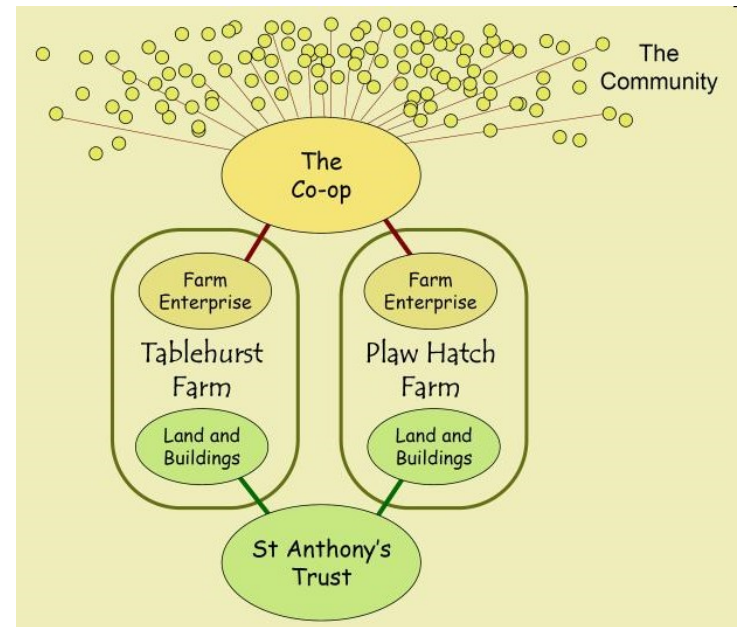 The
Community
The
Co-op
Farm
Enterprise
Farm
Enterprise
Tablehurst
Farm
Plaw Hatch
Farm
Land and
Buildings
Land and
Buildings
St Anthony's
Trust